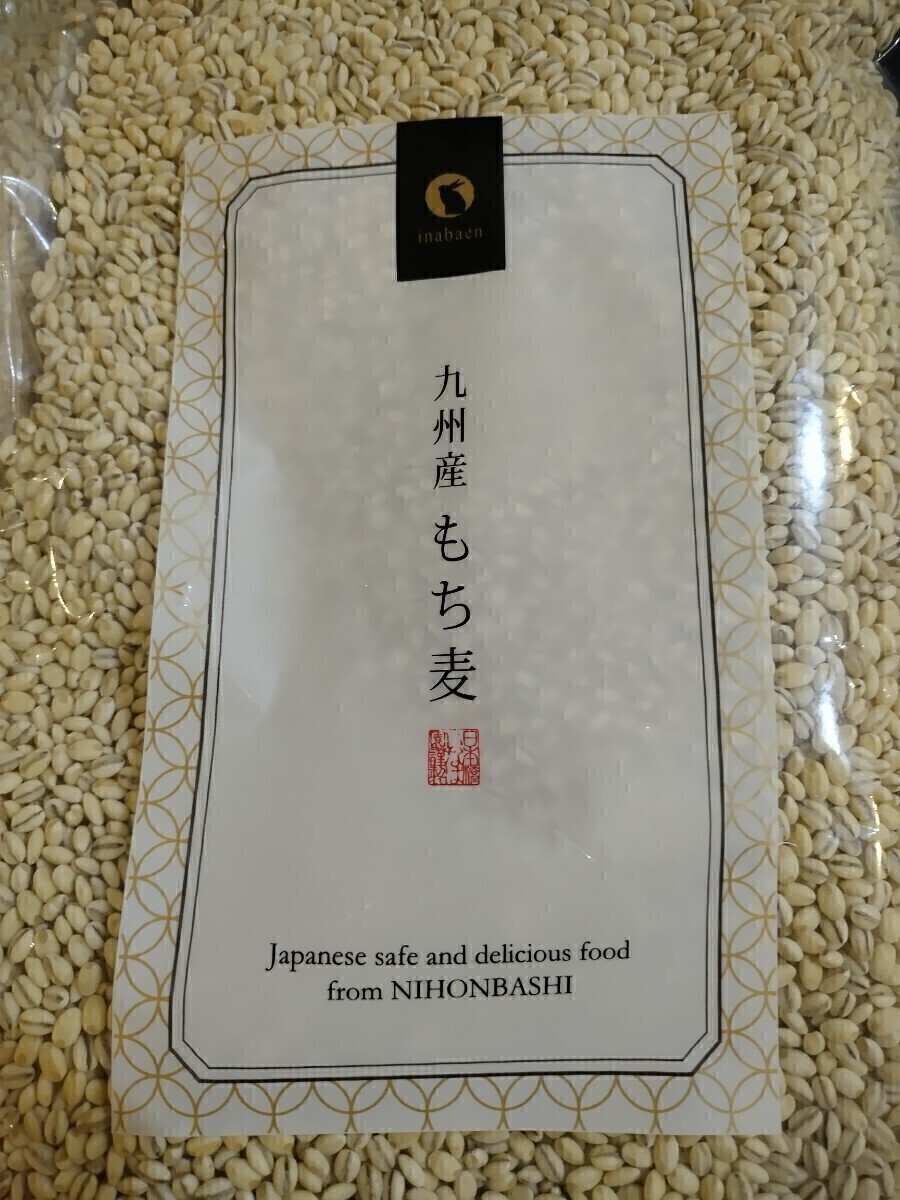 inabaen
九州産 もち麦
Japanese safe and delicious food
from NIHONBASHI